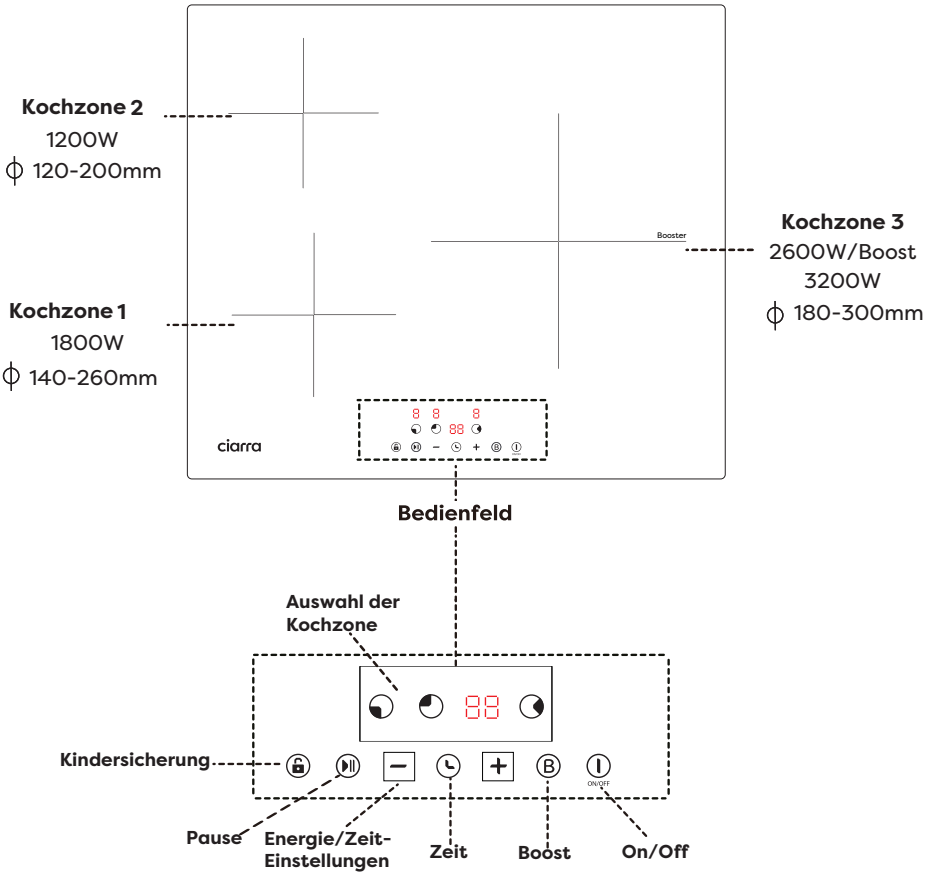 Kochzone 2
1200W
120-200mm
Kochzone 1
1800W
140-260mm
Booster
Kochzone 3
2600W/Boost
3200W
180-300mm
8 8 8
88
B
ON/OFF
ciarra
Bedienfeld
Auswahl der
Kochzone
88
Kindersicherung
B
ON/OFF
Pause
Energie/Zeit-
Einstellungen
Zeit
Boost
On/Off